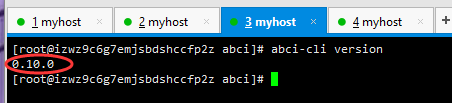 1 myhost 2 myhost 3 myhost 4 myhost
[root@izwz9c6g7emjsbdshccfp2z abci]# abci-cli version
0.10.0
[root@izwz9c6g7emjsbdshccfp2z abci]#